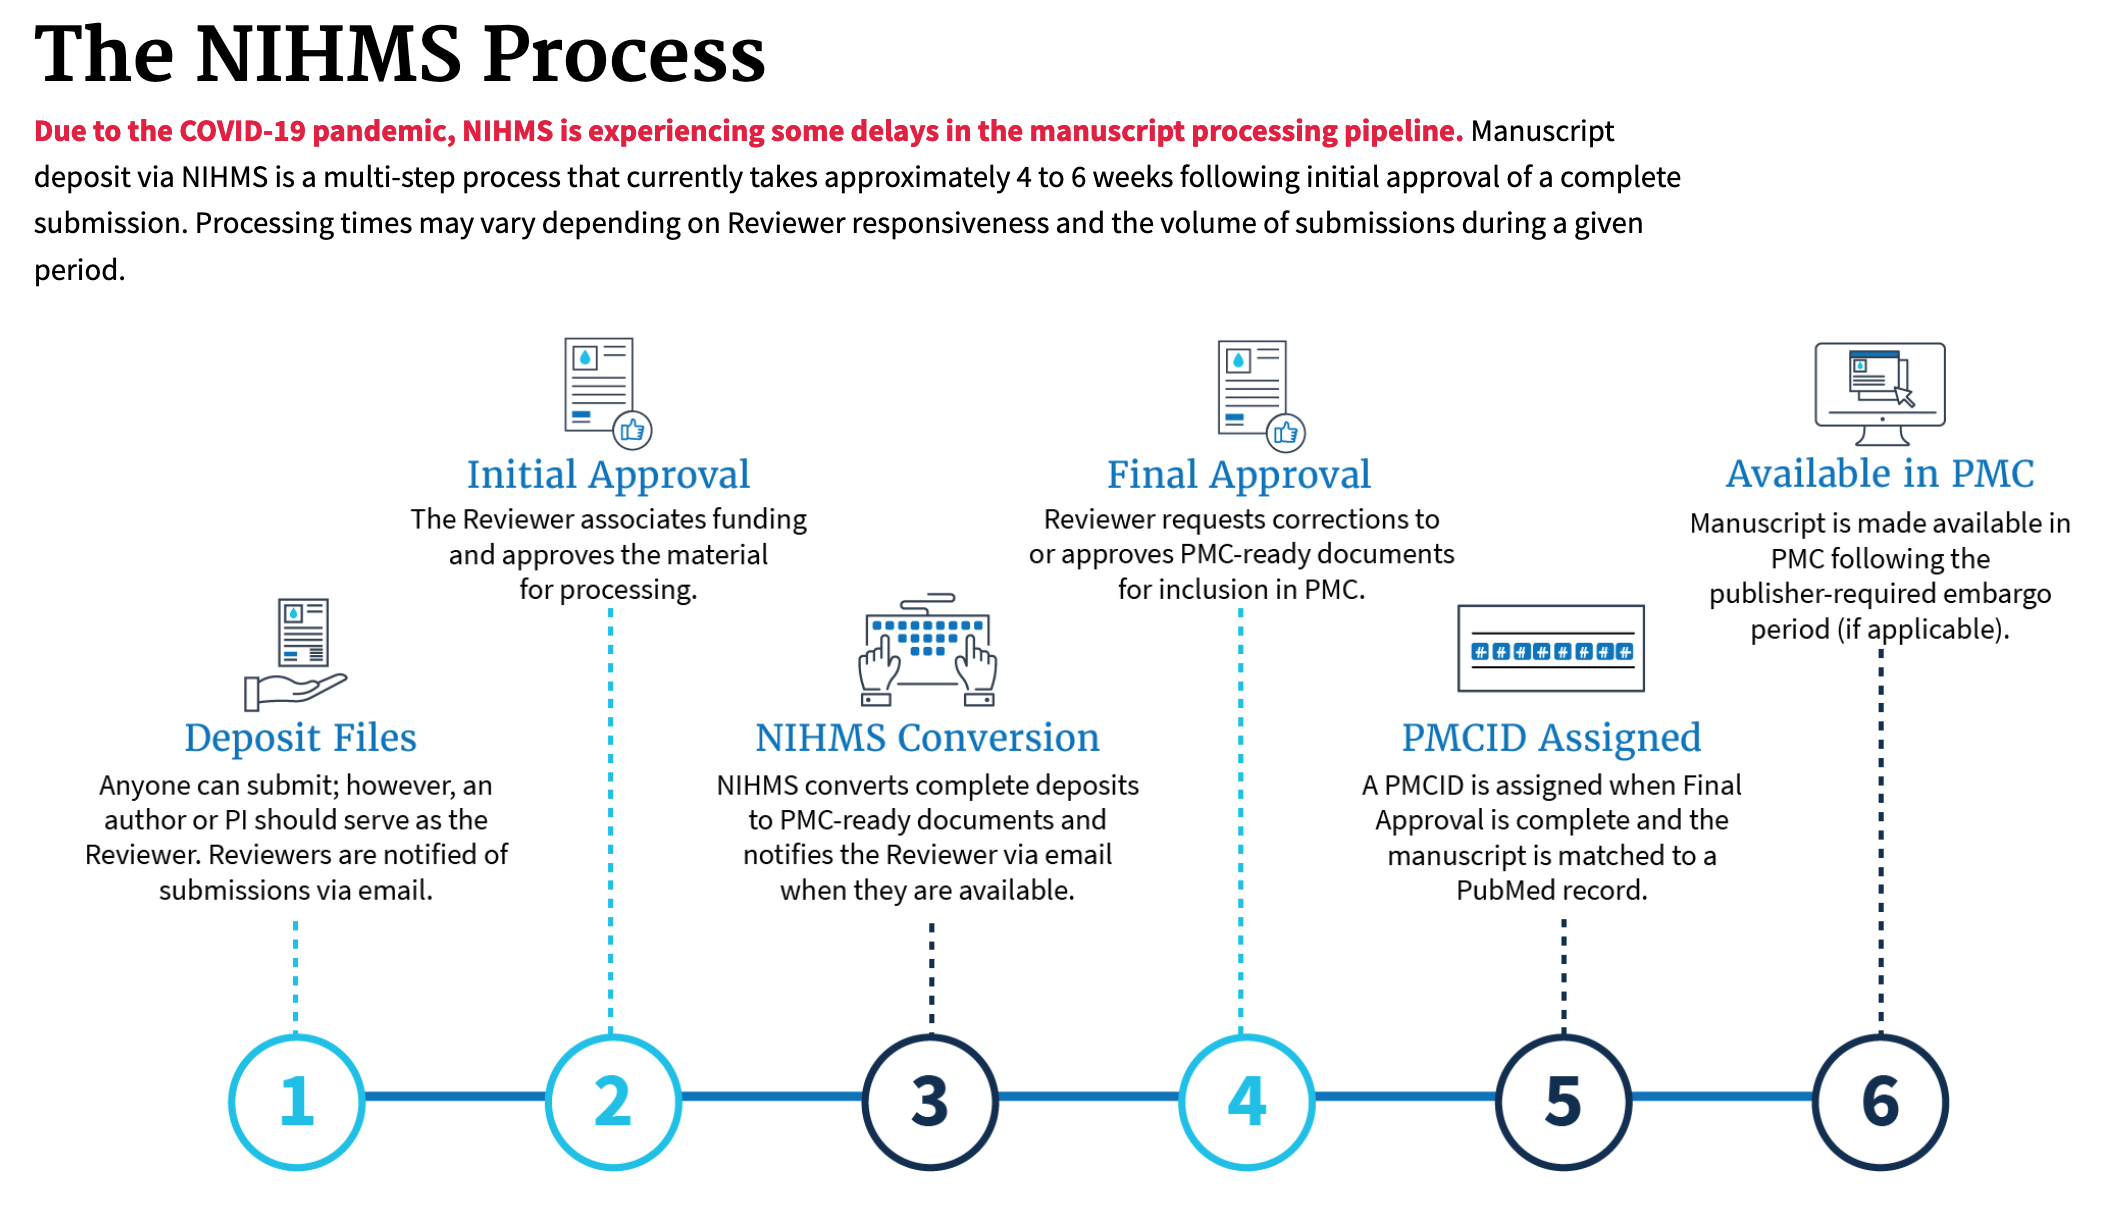 The NIHMS Process
Due to the COVID-19 pandemic, NIHMS is experiencing some delays in the manuscript processing pipeline. Manuscript
deposit via NIHMS is a multi-step process that currently takes approximately 4 to 6 weeks following initial approval of a complete
submission. Processing times may vary depending on Reviewer responsiveness and the volume of submissions during a given
period.
Deposit Files
Anyone can submit; however, an
author or PI should serve as the
Reviewer. Reviewers are notified of
submissions via email.
Initial Approval
The Reviewer associates funding
and approves the material
for processing.
NIHMS Conversion
NIHMS converts complete deposits
to PMC-ready documents and
notifies the Reviewer via email
when they are available.
Final Approval
Reviewer requests corrections to
or approves PMC-ready documents
for inclusion in PMC.
########
PMCID Assigned
A PMCID is assigned when Final
Approval is complete and the
manuscript is matched to a
PubMed record.
Available in PMC
Manuscript is made available in
PMC following the
publisher-required embargo
period (if applicable).
1 2 3 4 5 6